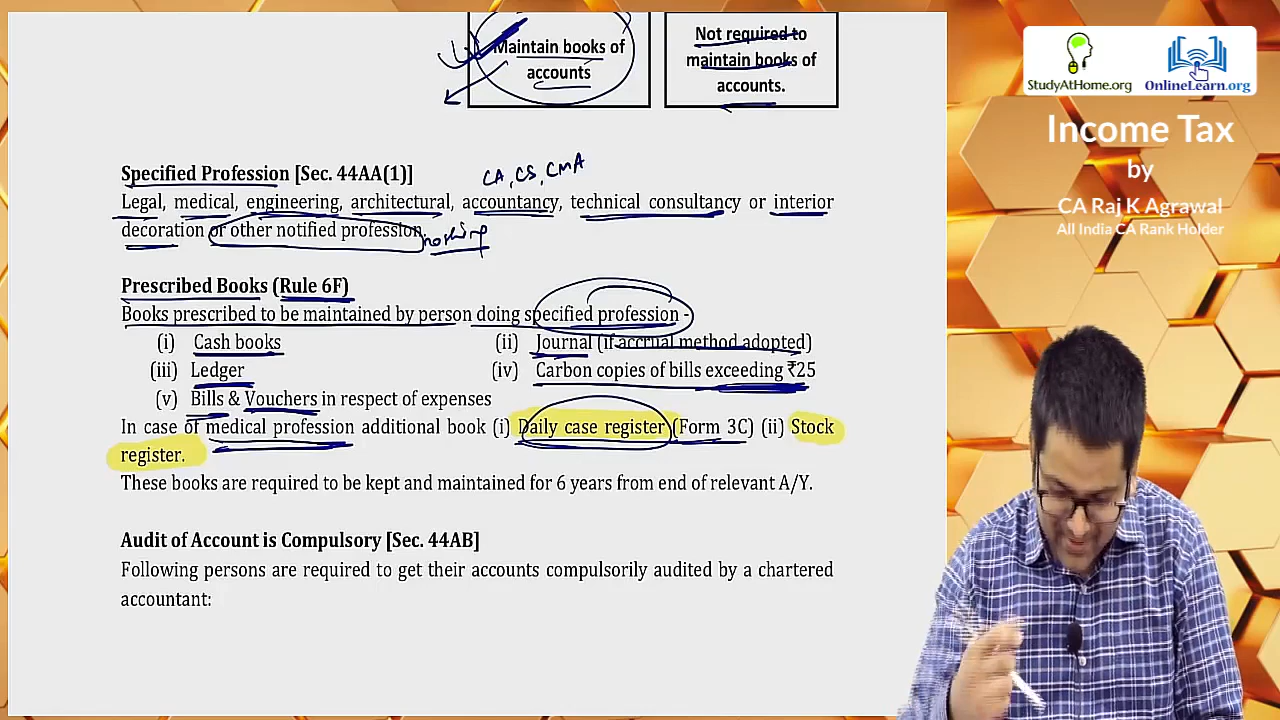 Maintain books of
accounts
Not required to
maintain books of
accounts.
StudyAtHome.org
OnlineLearn.org
Income Tax
by
CA Raj K Agrawal
All India CA Rank Holder
CA, CS, CMA
Specified Profession [Sec. 44AA(1)]
Legal, medical, engineering, architectural, accountancy, technical consultancy or interior
decoration or other notified profession.
Prescribed Books (Rule 6F)
Books prescribed to be maintained by person doing specified profession -
(i) Cash books (ii) Journal (if accrual method adopted)
(iii) Ledger (iv) Carbon copies of bills exceeding ₹25
(v) Bills & Vouchers in respect of expenses
In case of medical profession additional book (i) Daily case register (Form 3C) (ii) Stock
register.
These books are required to be kept and maintained for 6 years from end of relevant A/Y.
Audit of Account is Compulsory [Sec. 44AB]
Following persons are required to get their accounts compulsorily audited by a chartered
accountant: